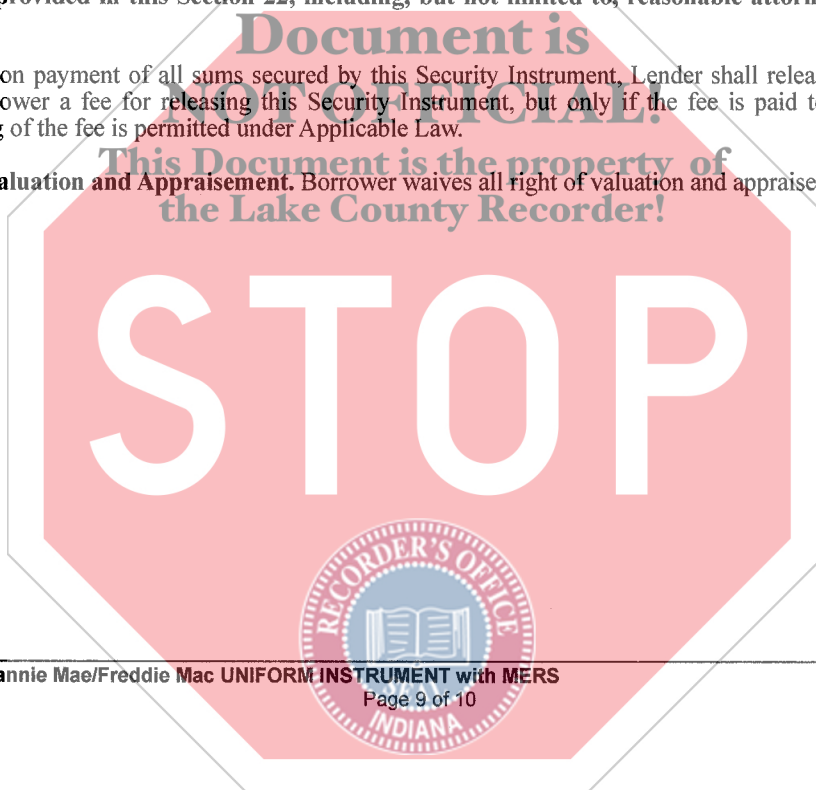 provided in this Section 22, including, but not limited to, reasonable attorn
Document is
on payment of all sums secured by this Security Instrument, Lender shall relea
ower a fee for releasing this Security Instrument, but only if the fee is paid t
NOT OFFICIAL!
g of the fee is permitted under Applicable Law.
This Document is the property of
aluation and Appraisement. Borrower waives all right of valuation and appraise
the Lake County Recorder!
STOP
RECORDER'S OFFICE
SEAL
INDIANA
annie Mae/Freddie Mac UNIFORM INSTRUMENT with MERS
Page 9 of 10